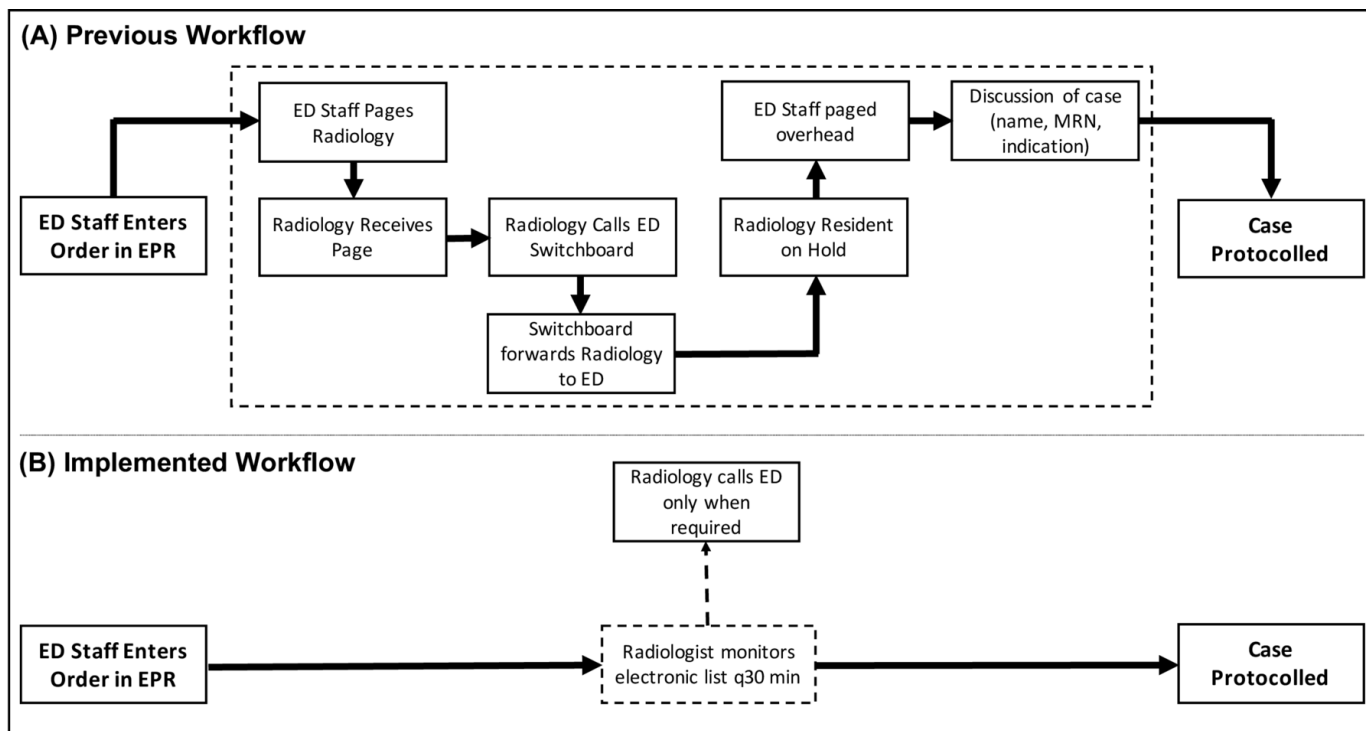 (A) Previous Workflow
ED Staff Enters
Order in EPR
ED Staff Pages
Radiology
Radiology Receives
Page
Radiology Calls ED
Switchboard
Switchboard
forwards Radiology
to ED
Radiology Resident
on Hold
ED Staff paged
overhead
Discussion of case
(name, MRN,
indication)
Case
Protocolled
(B) Implemented Workflow
ED Staff Enters
Order in EPR
Radiologist monitors
electronic list q30 min
Radiology calls ED
only when
required
Case
Protocolled